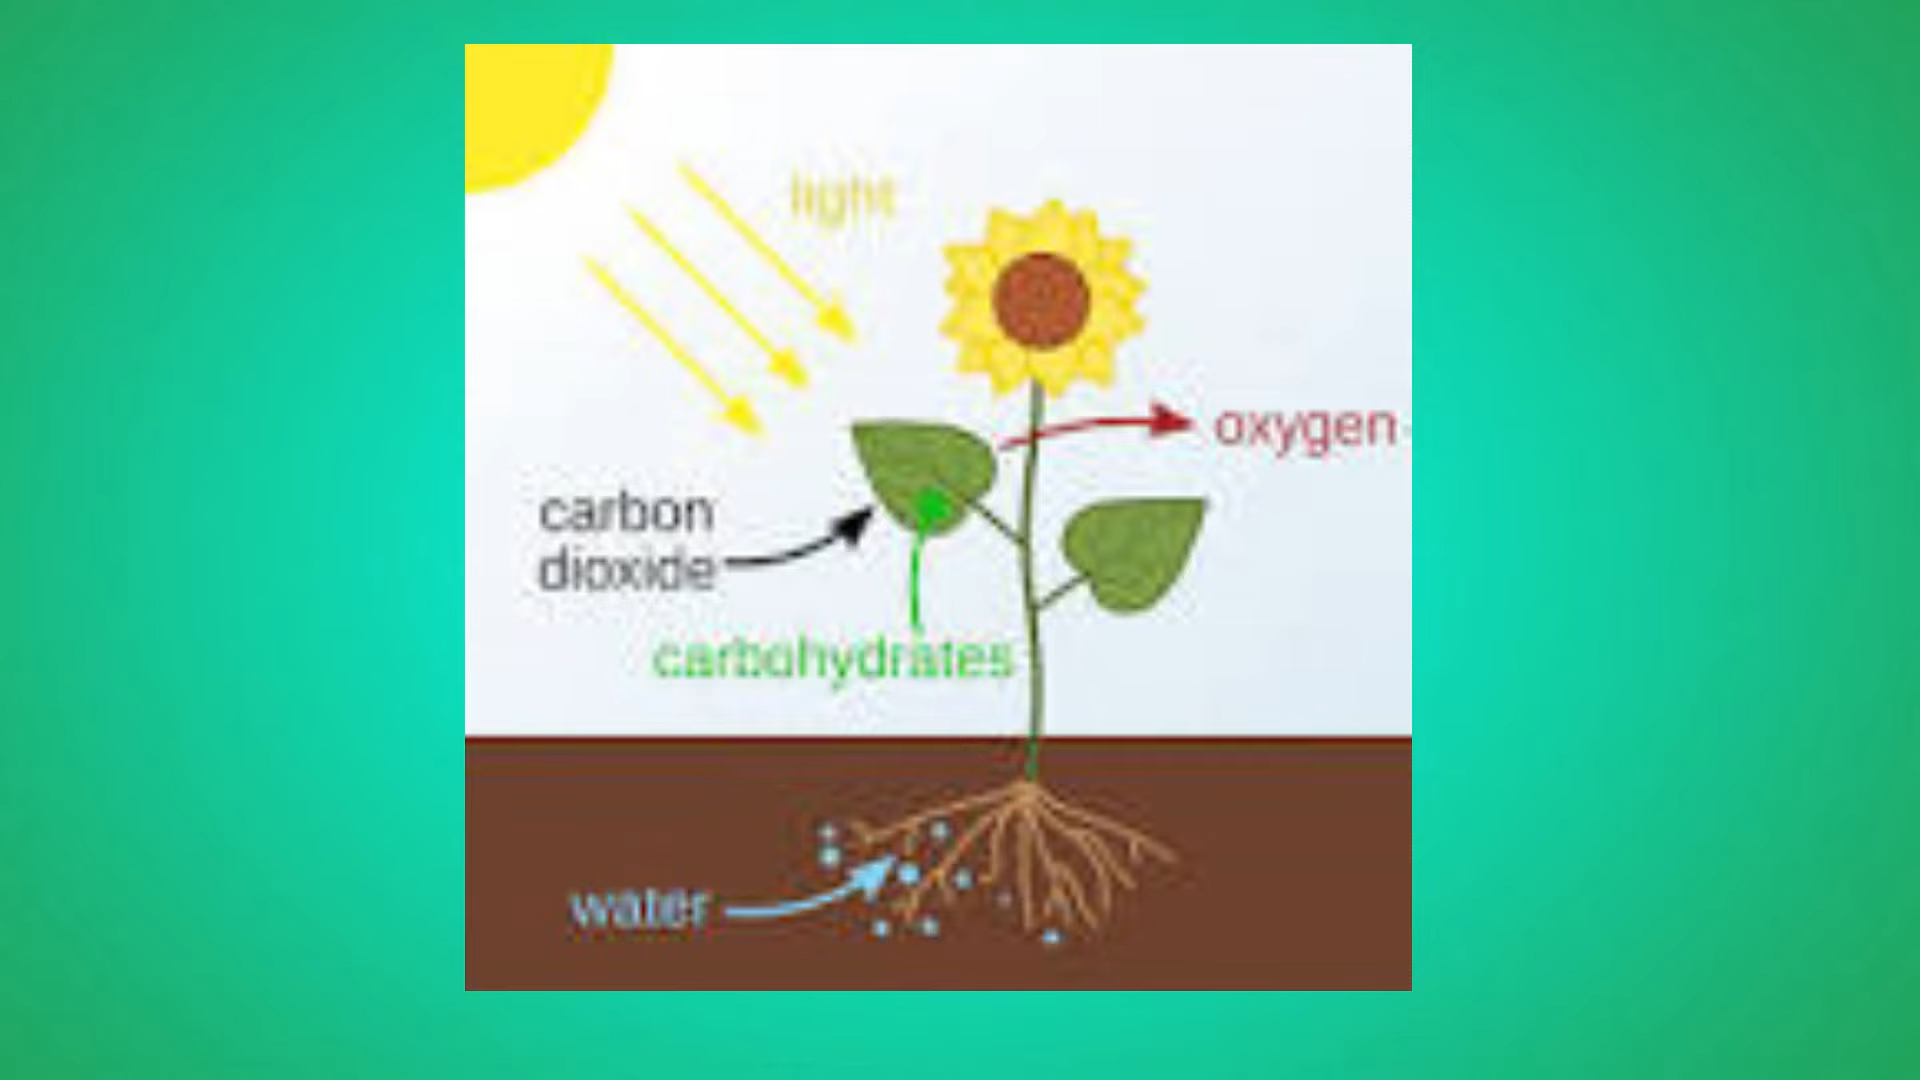 light
oxygen
carbon
dioxide
carbohydrates
water